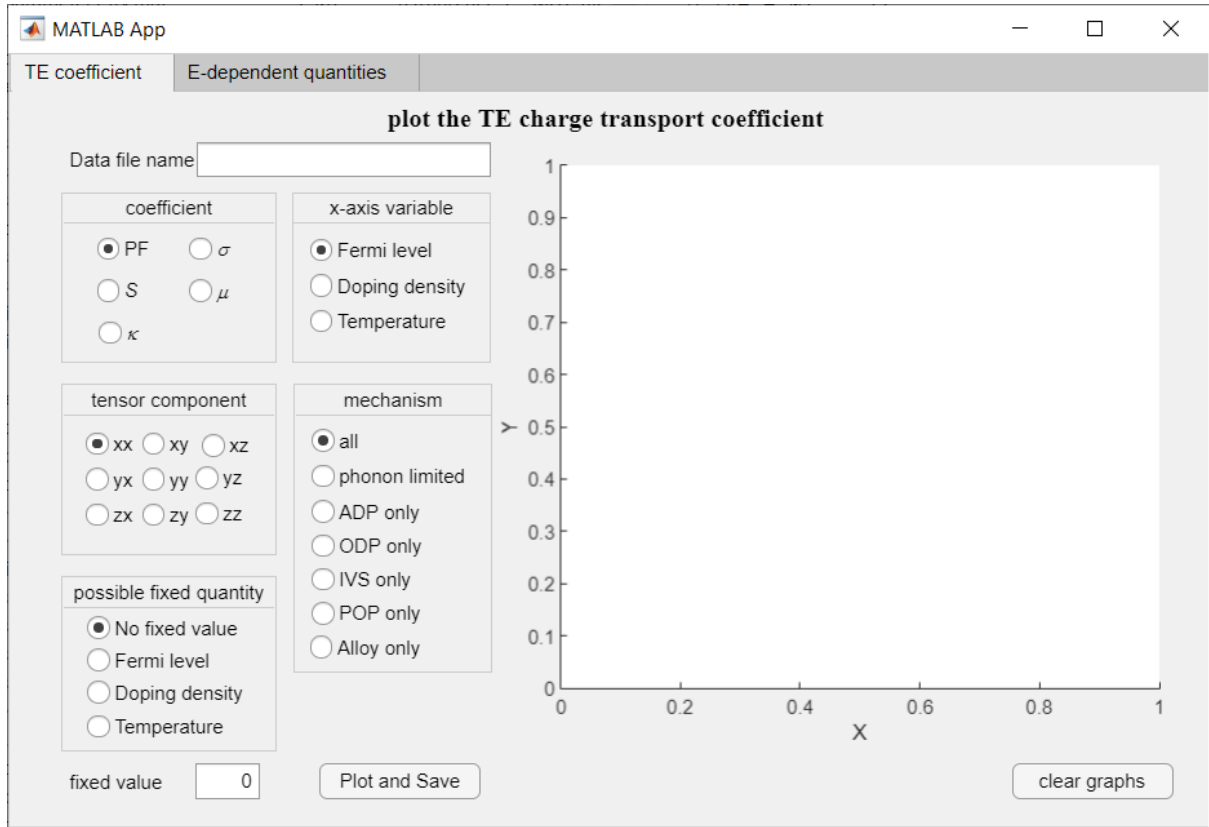 MATLAB App
TE coefficient E-dependent quantities
plot the TE charge transport coefficient
Data file name
coefficient
PF σ
S μ
κ
x-axis variable
Fermi level
Doping density
Temperature
tensor component
xx xy xz
yx yy yz
zx zy zz
mechanism
all
phonon limited
ADP only
ODP only
IVS only
POP only
Alloy only
possible fixed quantity
No fixed value
Fermi level
Doping density
Temperature
fixed value 0
Plot and Save
1
0.9
0.8
0.7
0.6
0.5
0.4
0.3
0.2
0.1
0
Y
0 0.2 0.4 0.6 0.8 1
X
clear graphs